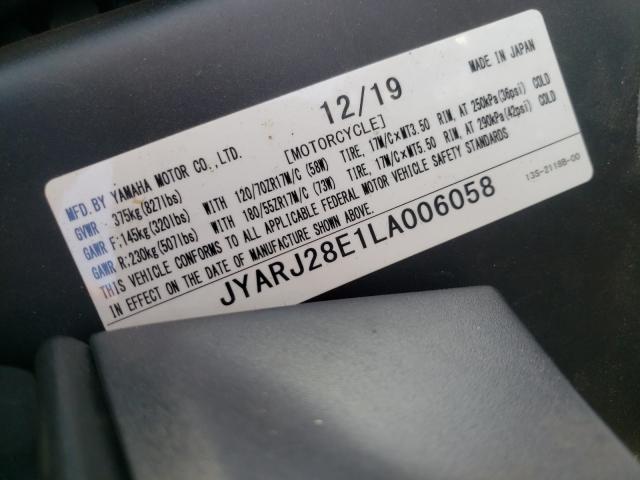 MFD.BY YAMAHA MOTOR CO.,LTD. 12/19 MADE IN JAPAN
GVWR : 375kg(827lbs) [MOTORCYCLE]
GAWR F:145kg(320lbs) WITH 120/70ZR17M/C (58W) TIRE, 17M/C×MT3.50 RIM, AT 250kPa(36psi) COLD
GAWR R:230kg(507lbs) WITH 180/55ZR17M/C (73W) TIRE, 17M/C×MT5.50 RIM, AT 290kPa(42psi) COLD
THIS VEHICLE CONFORMS TO ALL APPLICABLE FEDERAL MOTOR VEHICLE SAFETY STANDARDS
IN EFFECT ON THE DATE OF MANUFACTURE SHOWN ABOVE. 13S-2118B-00
JYARJ28E1LA006058